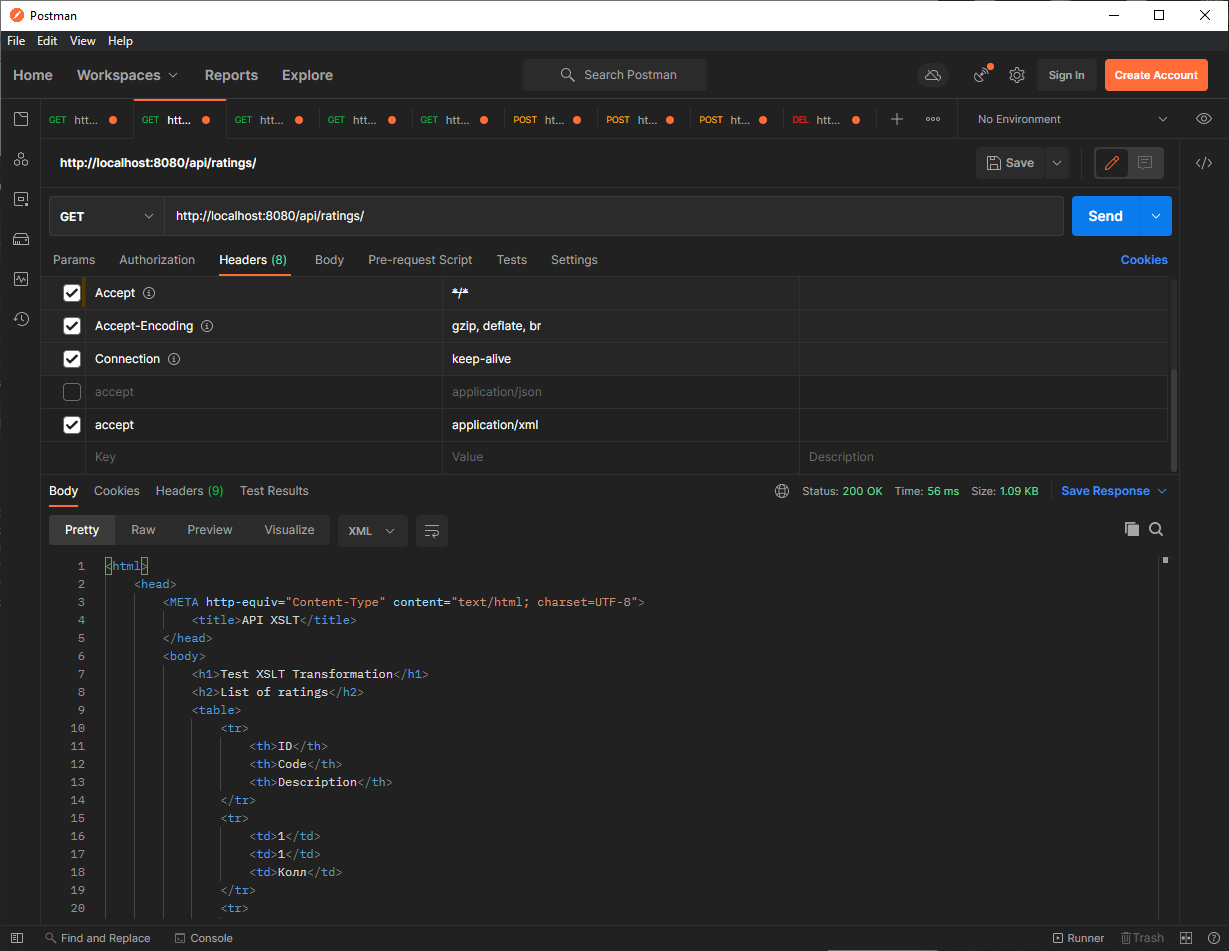 Postman
File Edit View Help
Home Workspaces Reports Explore Search Postman Sign In Create Account
GET htt... GET htt... GET htt... GET htt... GET htt... POST ht... POST ht... POST ht... DEL htt... No Environment
http://localhost:8080/api/ratings/ Save
GET http://localhost:8080/api/ratings/ Send
Params Authorization Headers (8) Body Pre-request Script Tests Settings Cookies
Accept */*
Accept-Encoding gzip, deflate, br
Connection keep-alive
accept application/json
accept application/xml
Key Value Description
Body Cookies Headers (9) Test Results Status: 200 OK Time: 56 ms Size: 1.09 KB Save Response
Pretty Raw Preview Visualize XML
1 <html>
2 <head>
3 <META http-equiv="Content-Type" content="text/html; charset=UTF-8">
4 <title>API XSLT</title>
5 </head>
6 <body>
7 <h1>Test XSLT Transformation</h1>
8 <h2>List of ratings</h2>
9 <table>
10 <tr>
11 <th>ID</th>
12 <th>Code</th>
13 <th>Description</th>
14 </tr>
15 <tr>
16 <td>1</td>
17 <td>1</td>
18 <td>Колл</td>
19 </tr>
20 <tr>
Find and Replace Console Runner Trash